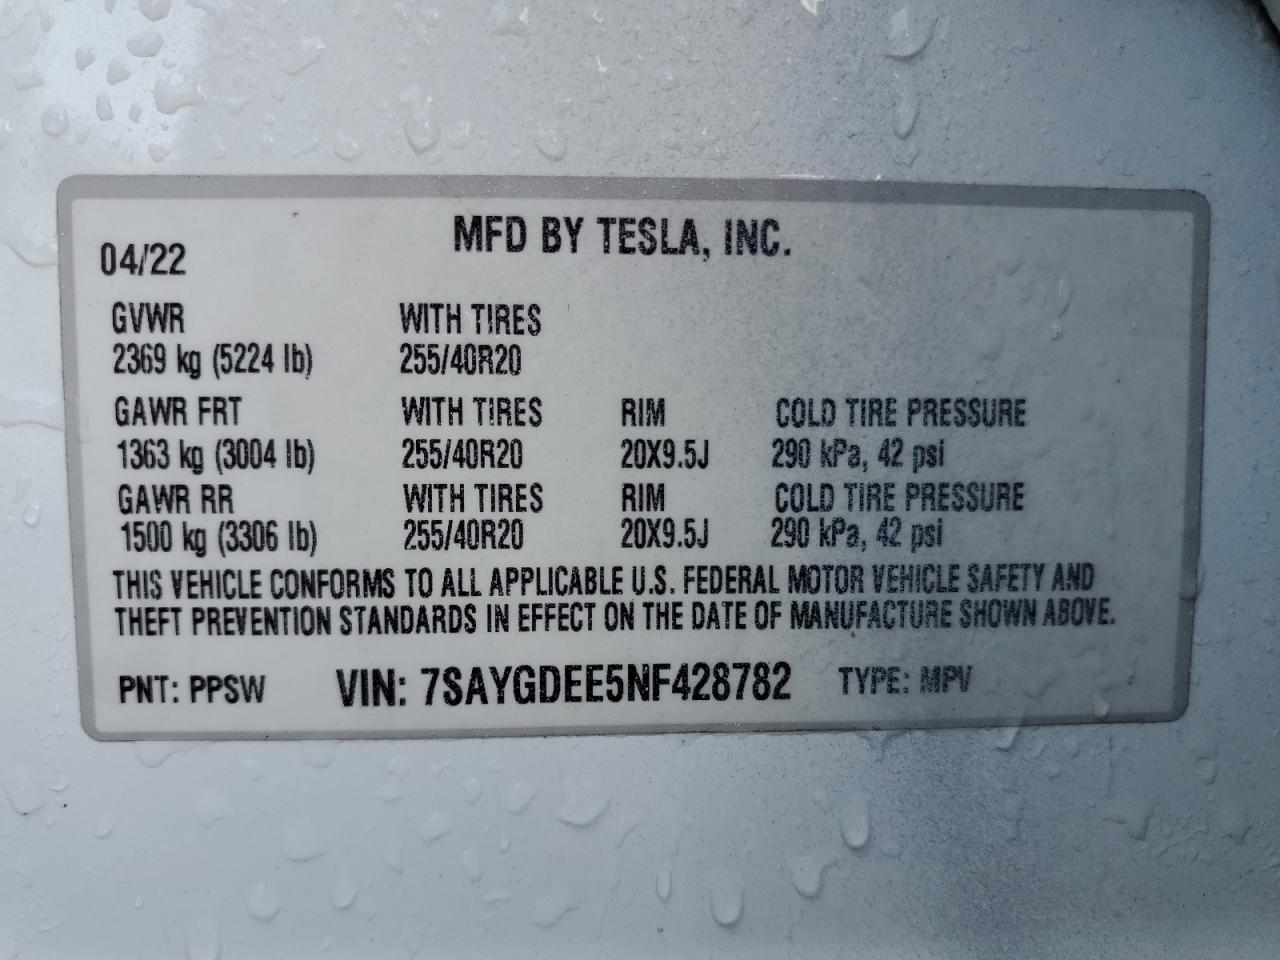 MFD BY TESLA, INC.
04/22
GVWR WITH TIRES
2369 kg (5224 lb) 255/40R20
GAWR FRT WITH TIRES RIM COLD TIRE PRESSURE
1363 kg (3004 lb) 255/40R20 20X9.5J 290 kPa, 42 psi
GAWR RR WITH TIRES RIM COLD TIRE PRESSURE
1500 kg (3306 lb) 255/40R20 20X9.5J 290 kPa, 42 psi
THIS VEHICLE CONFORMS TO ALL APPLICABLE U.S. FEDERAL MOTOR VEHICLE SAFETY AND
THEFT PREVENTION STANDARDS IN EFFECT ON THE DATE OF MANUFACTURE SHOWN ABOVE.
PNT: PPSW VIN: 7SAYGDEE5NF428782 TYPE: MPV